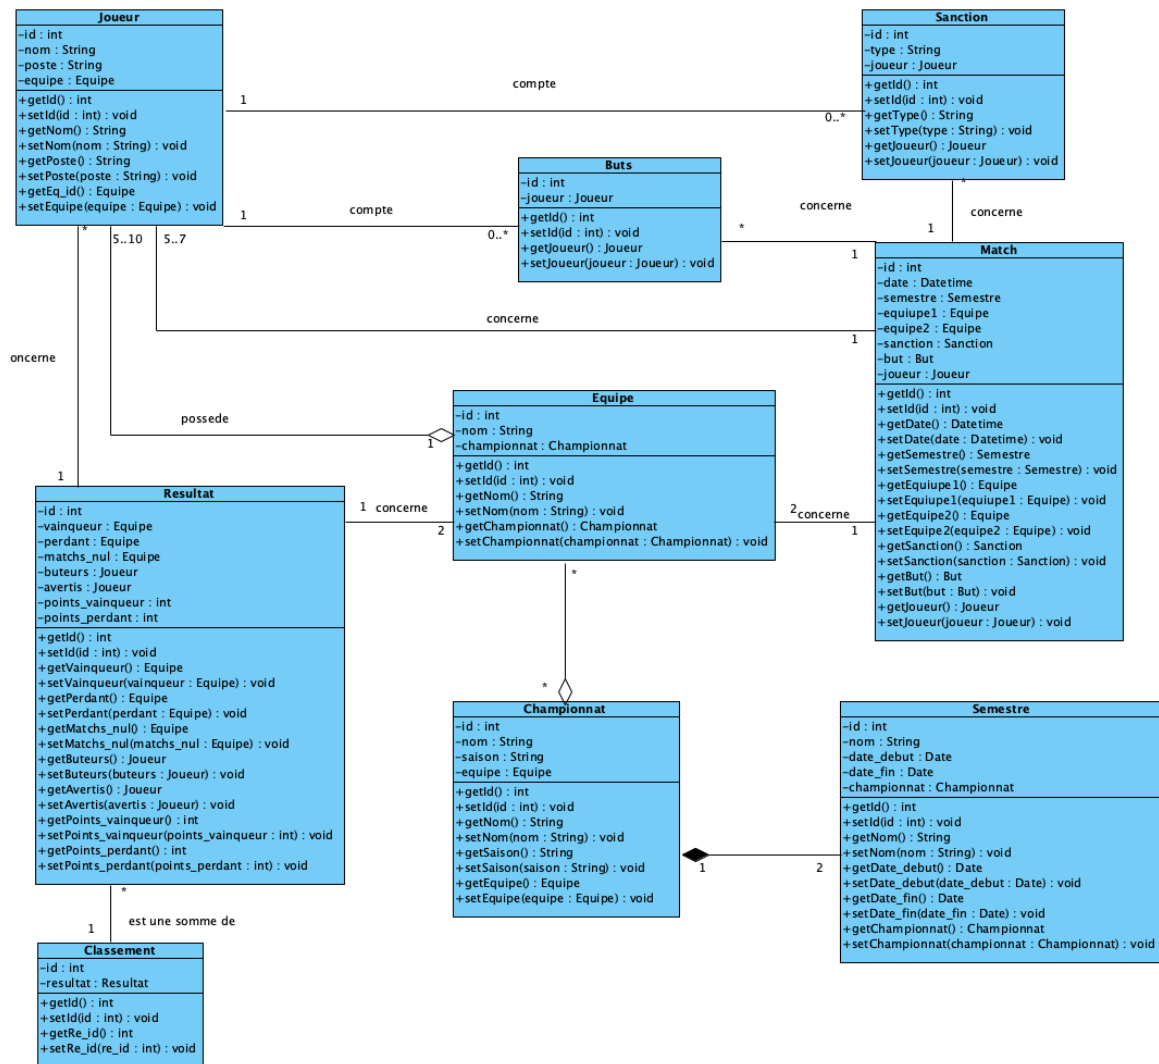 Joueur
-id : int
-nom : String
-poste : String
-equipe : Equipe
+getId() : int
+setId(id : int) : void
+getNom() : String
+setNom(nom : String) : void
+getPoste() : String
+setPoste(poste : String) : void
+getEq_id() : Equipe
+setEquipe(equipe : Equipe) : void
Sanction
-id : int
-type : String
-joueur : Joueur
+getId() : int
+setId(id : int) : void
+getType() : String
+setType(type : String) : void
+getJoueur() : Joueur
+setJoueur(joueur : Joueur) : void
1
compte
0..*
Buts
-id : int
-joueur : Joueur
+getId() : int
+setId(id : int) : void
+getJoueur() : Joueur
+setJoueur(joueur : Joueur) : void
1
compte
0..*
*
concerne
1
*
concerne
1
Match
-id : int
-date : Datetime
-semestre : Semestre
-equiupe1 : Equipe
-equipe2 : Equipe
-sanction : Sanction
-but : But
-joueur : Joueur
+getId() : int
+setId(id : int) : void
+getDate() : Datetime
+setDate(date : Datetime) : void
+getSemestre() : Semestre
+setSemestre(semestre : Semestre) : void
+getEquiupe1() : Equipe
+setEquiupe1(equiupe1 : Equipe) : void
+getEquipe2() : Equipe
+setEquipe2(equipe2 : Equipe) : void
+getSanction() : Sanction
+setSanction(sanction : Sanction) : void
+getBut() : But
+setBut(but : But) : void
+getJoueur() : Joueur
+setJoueur(joueur : Joueur) : void
*
5..10
5..7
concerne
1
oncerne
1
possede
1
Equipe
-id : int
-nom : String
-championnat : Championnat
+getId() : int
+setId(id : int) : void
+getNom() : String
+setNom(nom : String) : void
+getChampionnat() : Championnat
+setChampionnat(championnat : Championnat) : void
1
concerne
2
2
concerne
1
Resultat
-id : int
-vainqueur : Equipe
-perdant : Equipe
-matchs_nul : Equipe
-buteurs : Joueur
-avertis : Joueur
-points_vainqueur : int
-points_perdant : int
+getId() : int
+setId(id : int) : void
+getVainqueur() : Equipe
+setVainqueur(vainqueur : Equipe) : void
+getPerdant() : Equipe
+setPerdant(perdant : Equipe) : void
+getMatchs_nul() : Equipe
+setMatchs_nul(matchs_nul : Equipe) : void
+getButeurs() : Joueur
+setButeurs(buteurs : Joueur) : void
+getAvertis() : Joueur
+setAvertis(avertis : Joueur) : void
+getPoints_vainqueur() : int
+setPoints_vainqueur(points_vainqueur : int) : void
+getPoints_perdant() : int
+setPoints_perdant(points_perdant : int) : void
*
*
Championnat
-id : int
-nom : String
-saison : String
-equipe : Equipe
+getId() : int
+setId(id : int) : void
+getNom() : String
+setNom(nom : String) : void
+getSaison() : String
+setSaison(saison : String) : void
+getEquipe() : Equipe
+setEquipe(equipe : Equipe) : void
1
2
Semestre
-id : int
-nom : String
-date_debut : Date
-date_fin : Date
-championnat : Championnat
+getId() : int
+setId(id : int) : void
+getNom() : String
+setNom(nom : String) : void
+getDate_debut() : Date
+setDate_debut(date_debut : Date) : void
+getDate_fin() : Date
+setDate_fin(date_fin : Date) : void
+getChampionnat() : Championnat
+setChampionnat(championnat : Championnat) : void
*
est une somme de
1
Classement
-id : int
-resultat : Resultat
+getId() : int
+setId(id : int) : void
+getRe_id() : int
+setRe_id(re_id : int) : void